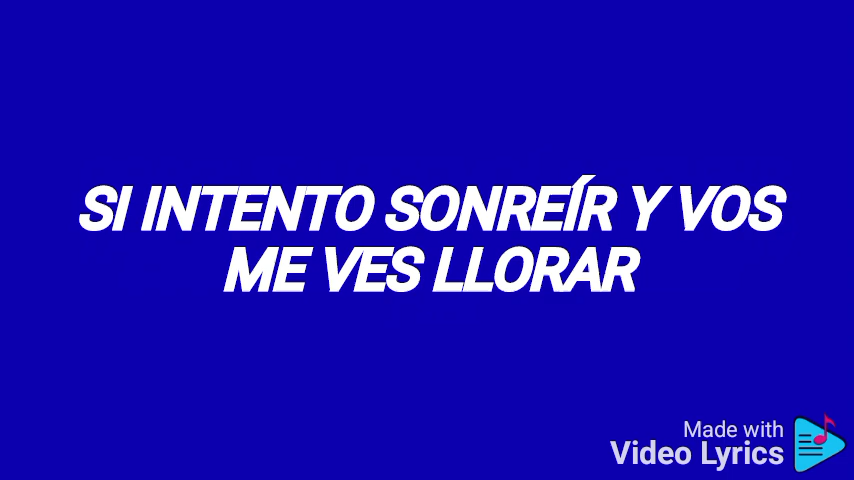 SI INTENTO SONREÍR Y VOS
ME VES LLORAR
Made with
Video Lyrics